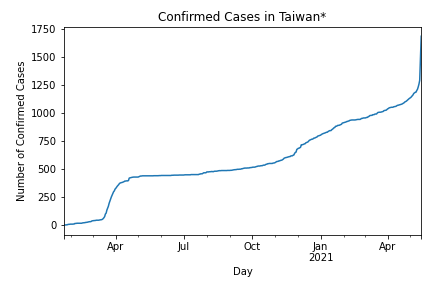 Confirmed Cases in Taiwan*
Number of Confirmed Cases
1750
1500
1250
1000
750
500
250
0
Apr
Jul
Oct
Jan
2021
Apr
Day